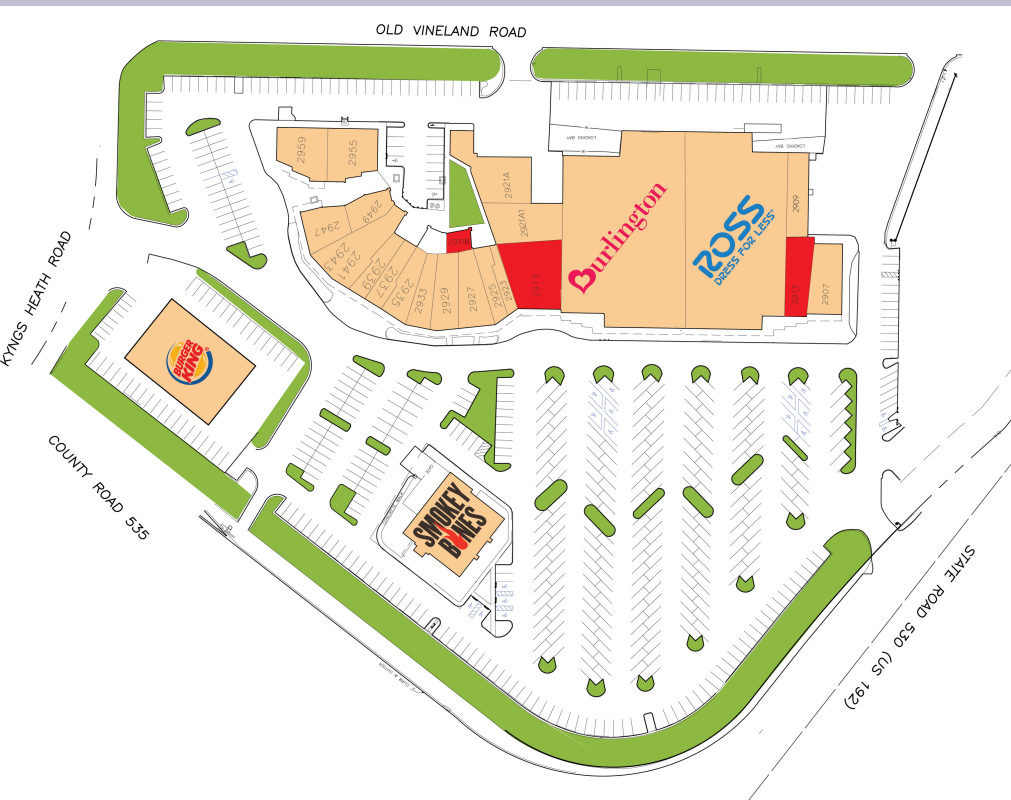 OLD VINELAND ROAD
LOADING BAY
LOADING BAY
2959
2955
2921A
2909
2949
2947
2921A1
Burlington
ROSS
DRESS FOR LESS
2943
2941
2939
2937
2935
2933
2929
2927
2925
2923
2919
2907
KYNGS HEATH ROAD
BURGER
KING
COUNTY ROAD 535
SMOKEY
BONES
STATE ROAD 530 (US 192)